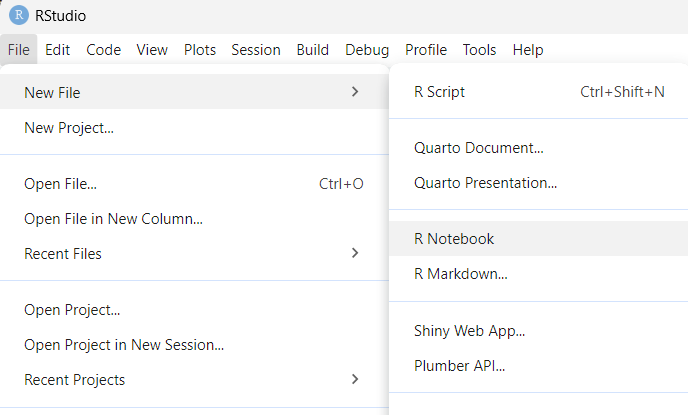 R RStudio
File Edit Code View Plots Session Build Debug Profile Tools Help
New File
New Project...
Open File... Ctrl+O
Open File in New Column...
Recent Files
Open Project...
Open Project in New Session...
Recent Projects
R Script Ctrl+Shift+N
Quarto Document...
Quarto Presentation...
R Notebook
R Markdown...
Shiny Web App...
Plumber API...